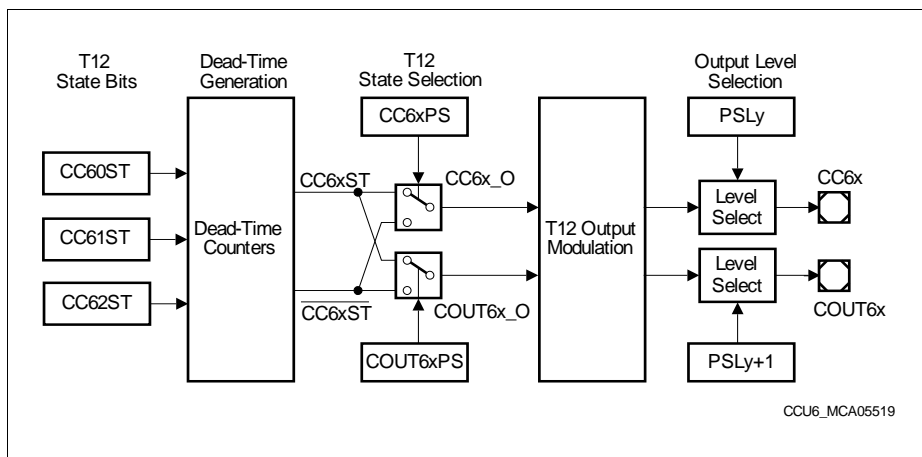 T12
State Bits
Dead-Time
Generation
T12
State Selection
Output Level
Selection
CC6xPS
PSLy
CC60ST
CC61ST
CC62ST
Dead-Time
Counters
CC6xST
CC6xST
CC6x_O
COUT6x_O
COUT6xPS
T12 Output
Modulation
Level
Select
Level
Select
CC6x
COUT6x
PSLy+1
CCU6_MCA05519